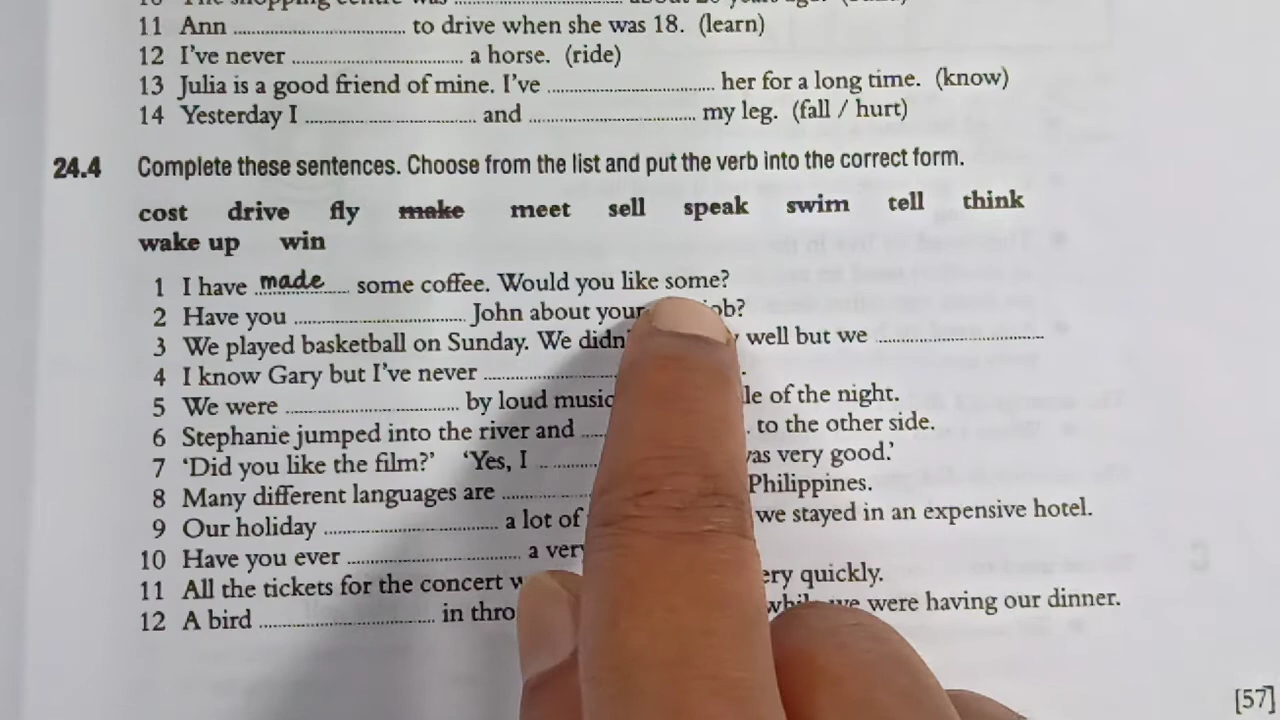 11 Ann .......... to drive when she was 18. (learn)
12 I've never .......... a horse. (ride)
13 Julia is a good friend of mine. I've .......... her for a long time. (know)
14 Yesterday I .......... and .......... my leg. (fall / hurt)
24.4 Complete these sentences. Choose from the list and put the verb into the correct form.
cost drive fly make meet sell speak swim tell think
wake up win
1 I have made some coffee. Would you like some?
2 Have you .......... John about your job?
3 We played basketball on Sunday. We didn well but we ..........
4 I know Gary but I've never ..........
5 We were .......... by loud music of the night.
6 Stephanie jumped into the river and .......... to the other side.
7 'Did you like the film?' 'Yes, I .......... was very good.'
8 Many different languages are .......... Philippines.
9 Our holiday .......... a lot of we stayed in an expensive hotel.
10 Have you ever .......... a very
11 All the tickets for the concert very quickly.
12 A bird .......... in while we were having our dinner.
[57]